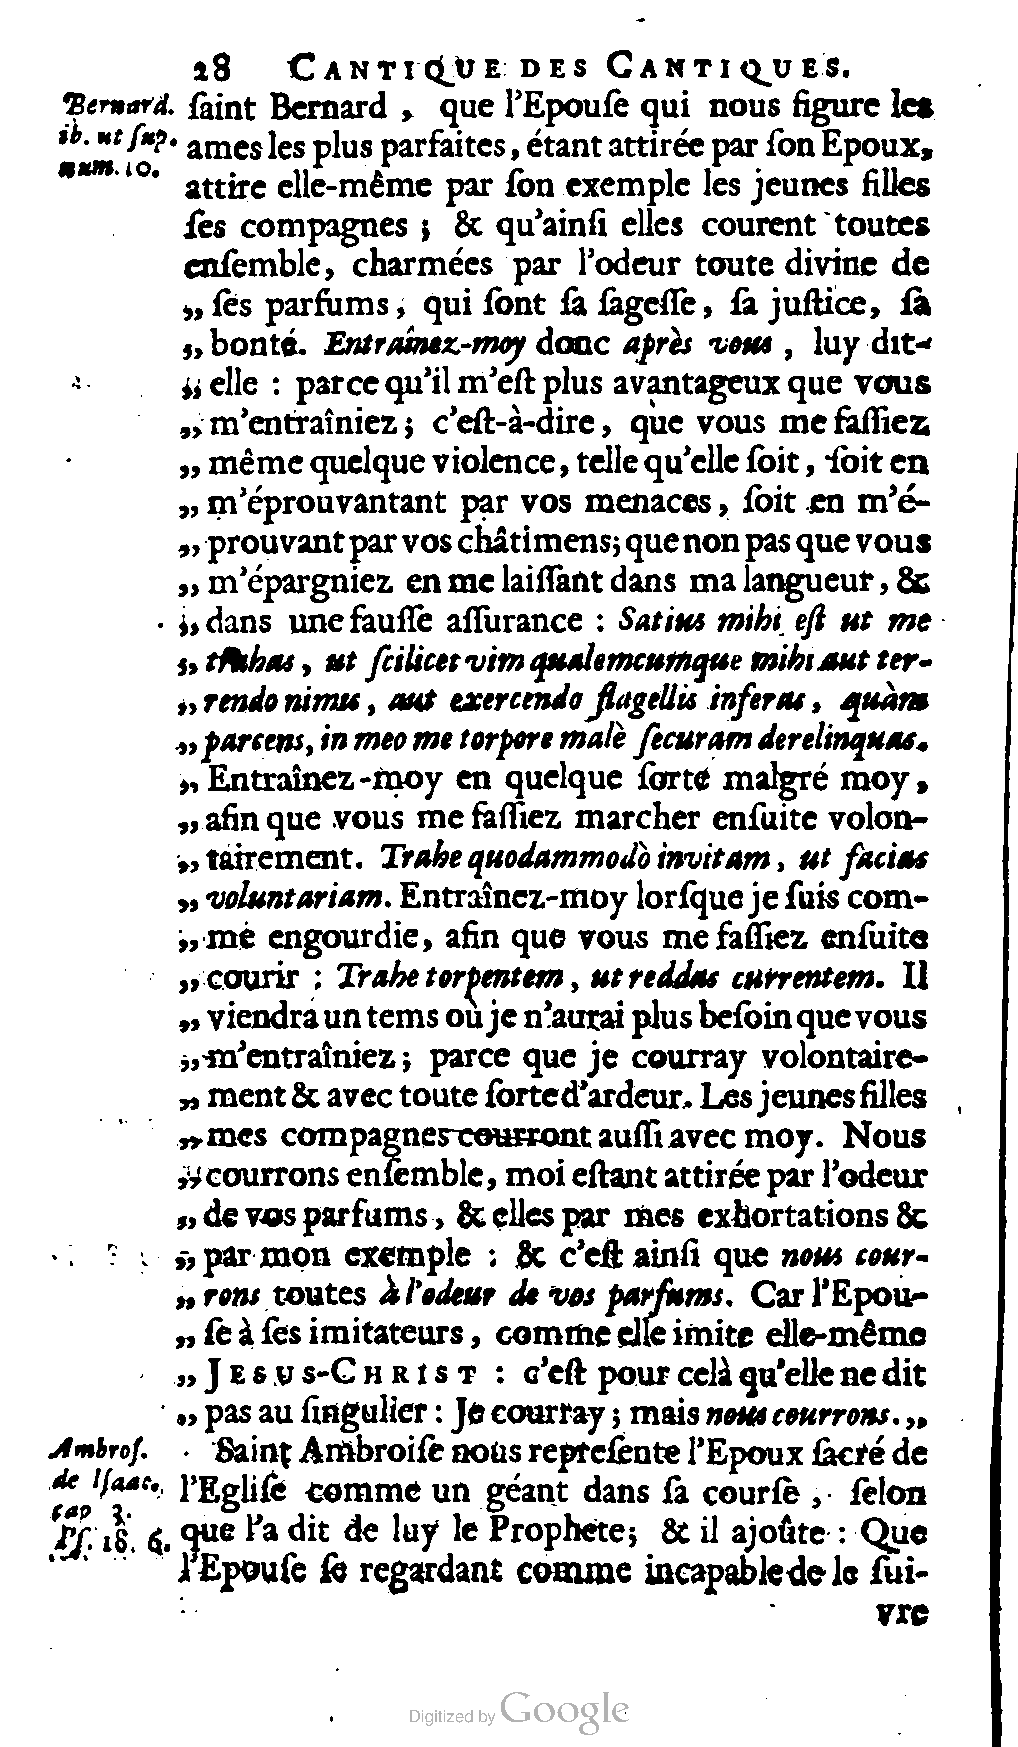 28 CANTIQUE DES CANTIQUES.
Bernard. ſaint Bernard, que l'Epouſe qui nous figure les
ib. ut ſup. ames les plus parfaites, étant attirée par ſon Epoux,
num. 10.
attire elle-même par ſon exemple les jeunes filles
ſes compagnes ; & qu'ainſi elles courent toutes
enſemble, charmées par l'odeur toute divine de
„ ſes parfums, qui ſont ſa ſageſſe, ſa juſtice, ſa
„ bonté. Entraînez-moy donc après vous, luy dit-
„ elle : parce qu'il m'eſt plus avantageux que vous
„ m'entraîniez ; c'eſt-à-dire, que vous me faſſiez
„ même quelque violence, telle qu'elle ſoit, ſoit en
„ m'éprouvantant par vos menaces, ſoit en m'é-
„ prouvant par vos châtimens; que non pas que vous
„ m'épargniez en me laiſſant dans ma langueur, &
„ dans une fauſſe aſſurance : Satius mihi eſt ut me
„ trahas, ut ſcilicet vim qualemcumque mihi aut ter-
„ rendo nimus, aut exercendo flagellis inferas, quàm
„ parcens, in meo me torpore malè ſecuram derelinquas.
„ Entraînez-moy en quelque ſorte malgré moy,
„ afin que vous me faſſiez marcher enſuite volon-
„ tairement. Trahe quodammodò invitam, ut facias
„ voluntariam. Entraînez-moy lorſque je ſuis com-
„ me engourdie, afin que vous me faſſiez enſuite
„ courir : Trahe torpentem, ut reddas currentem. Il
„ viendra un tems où je n'aurai plus beſoin que vous
„ m'entraîniez ; parce que je courray volontaire-
„ ment & avec toute ſorte d'ardeur. Les jeunes filles
„ mes compagnes courront auſſi avec moy. Nous
„ courrons enſemble, moi eſtant attirée par l'odeur
„ de vos parfums, & elles par mes exhortations &
„ par mon exemple : & c'eſt ainſi que nous cour-
„ rons toutes à l'odeur de vos parfums. Car l'Epou-
„ ſe à ſes imitateurs, comme elle imite elle-même
„ JESUS-CHRIST : c'eſt pour celà qu'elle ne dit
„ pas au ſingulier : Je courray ; mais nous courrons. „
Ambroſ. Saint Ambroiſe nous repreſente l'Epoux ſacré de
de Iſaac. l'Egliſe comme un géant dans ſa courſe, ſelon
cap 3.
Pſ. 18. 6. que l'a dit de luy le Prophete; & il ajoûte : Que
l'Epouſe ſe regardant comme incapable de le ſui-
vre
Digitized by Google